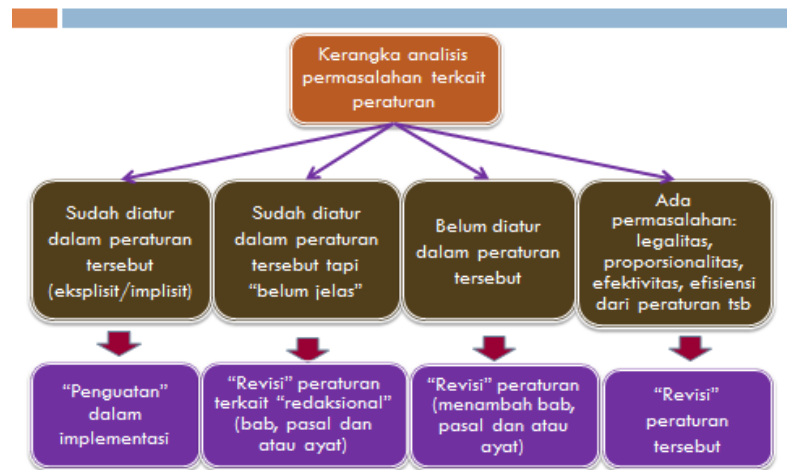 Kerangka analisis
permasalahan terkait
peraturan
Sudah diatur
dalam peraturan
tersebut
(eksplisit/implisit)
Sudah diatur
dalam peraturan
tersebut tapi
“belum jelas”
Belum diatur
dalam peraturan
tersebut
Ada
permasalahan:
legalitas,
proporsionalitas,
efektivitas, efisiensi
dari peraturan tsb
“Penguatan”
dalam
implementasi
“Revisi” peraturan
terkait “redaksional”
(bab, pasal dan
atau ayat)
“Revisi” peraturan
(menambah bab,
pasal dan atau
ayat)
“Revisi”
peraturan
tersebut